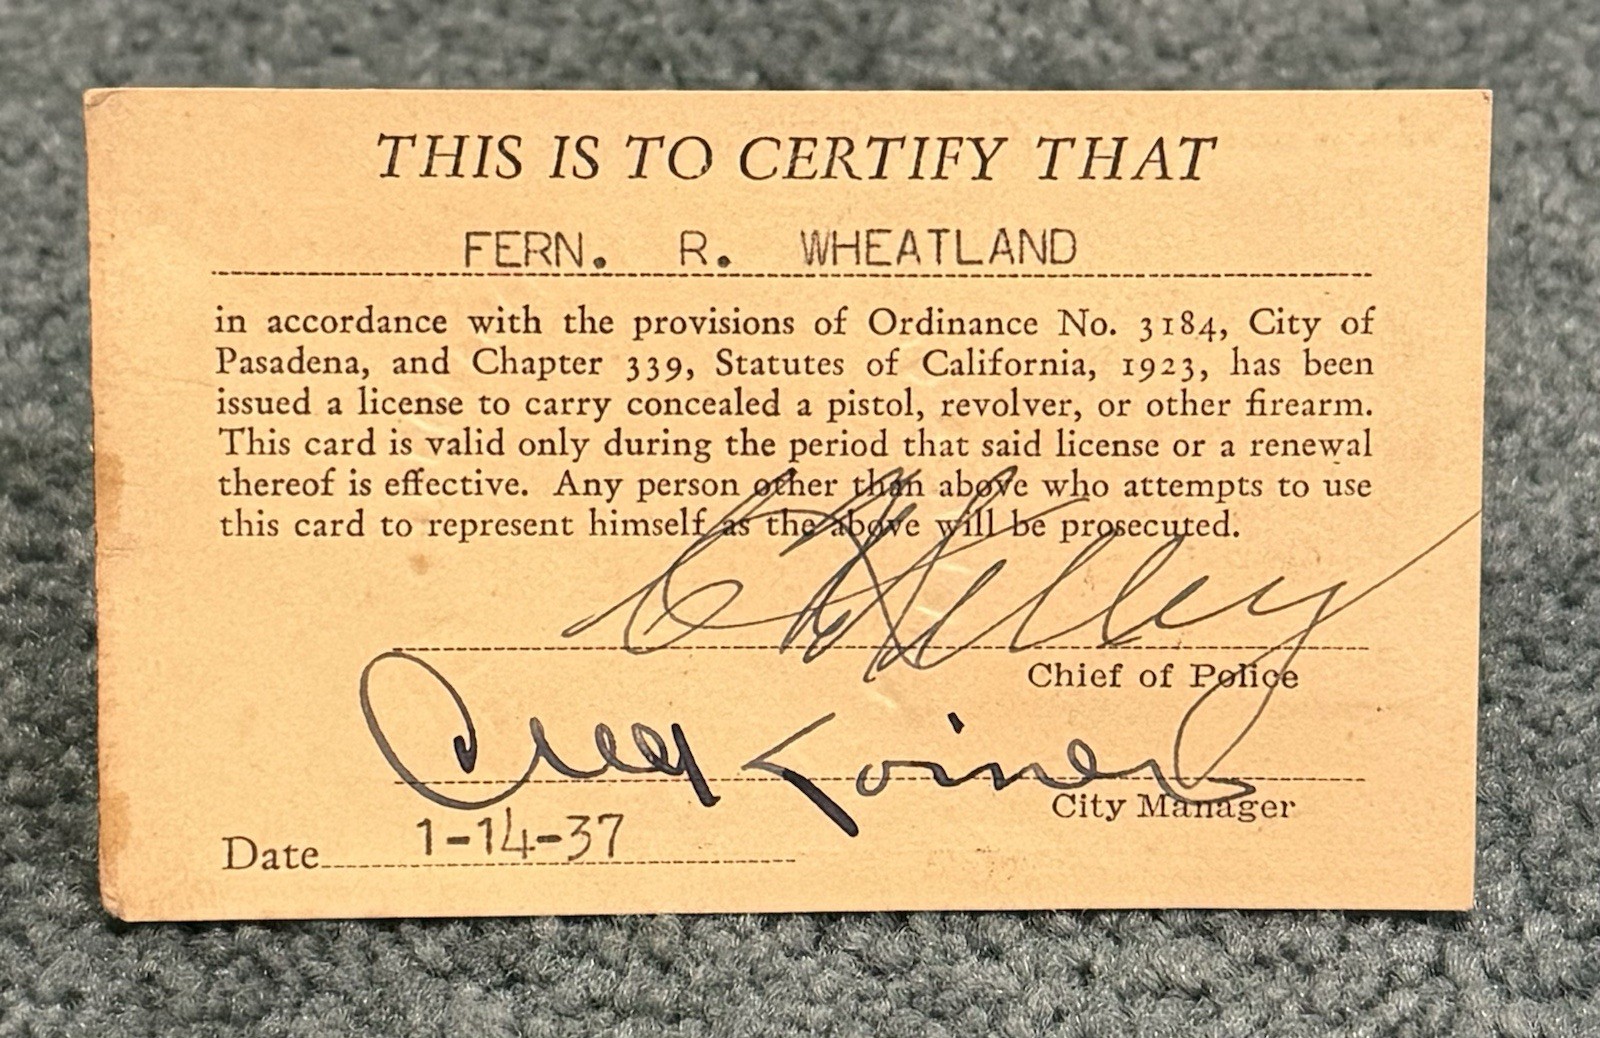 THIS IS TO CERTIFY THAT
FERN. R. WHEATLAND
in accordance with the provisions of Ordinance No. 3184, City of
Pasadena, and Chapter 339, Statutes of California, 1923, has been
issued a license to carry concealed a pistol, revolver, or other firearm.
This card is valid only during the period that said license or a renewal
thereof is effective. Any person other than above who attempts to use
this card to represent himself as the above will be prosecuted.
Kelley
Chief of Police
Koiner
City Manager
Date 1-14-37